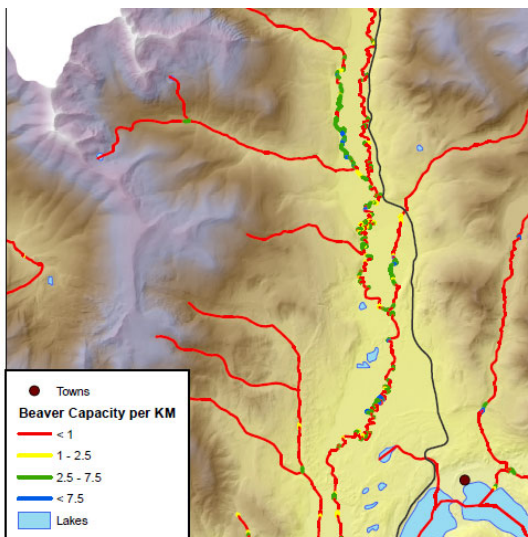 Towns
Beaver Capacity per KM
< 1
1 - 2.5
2.5 - 7.5
< 7.5
Lakes